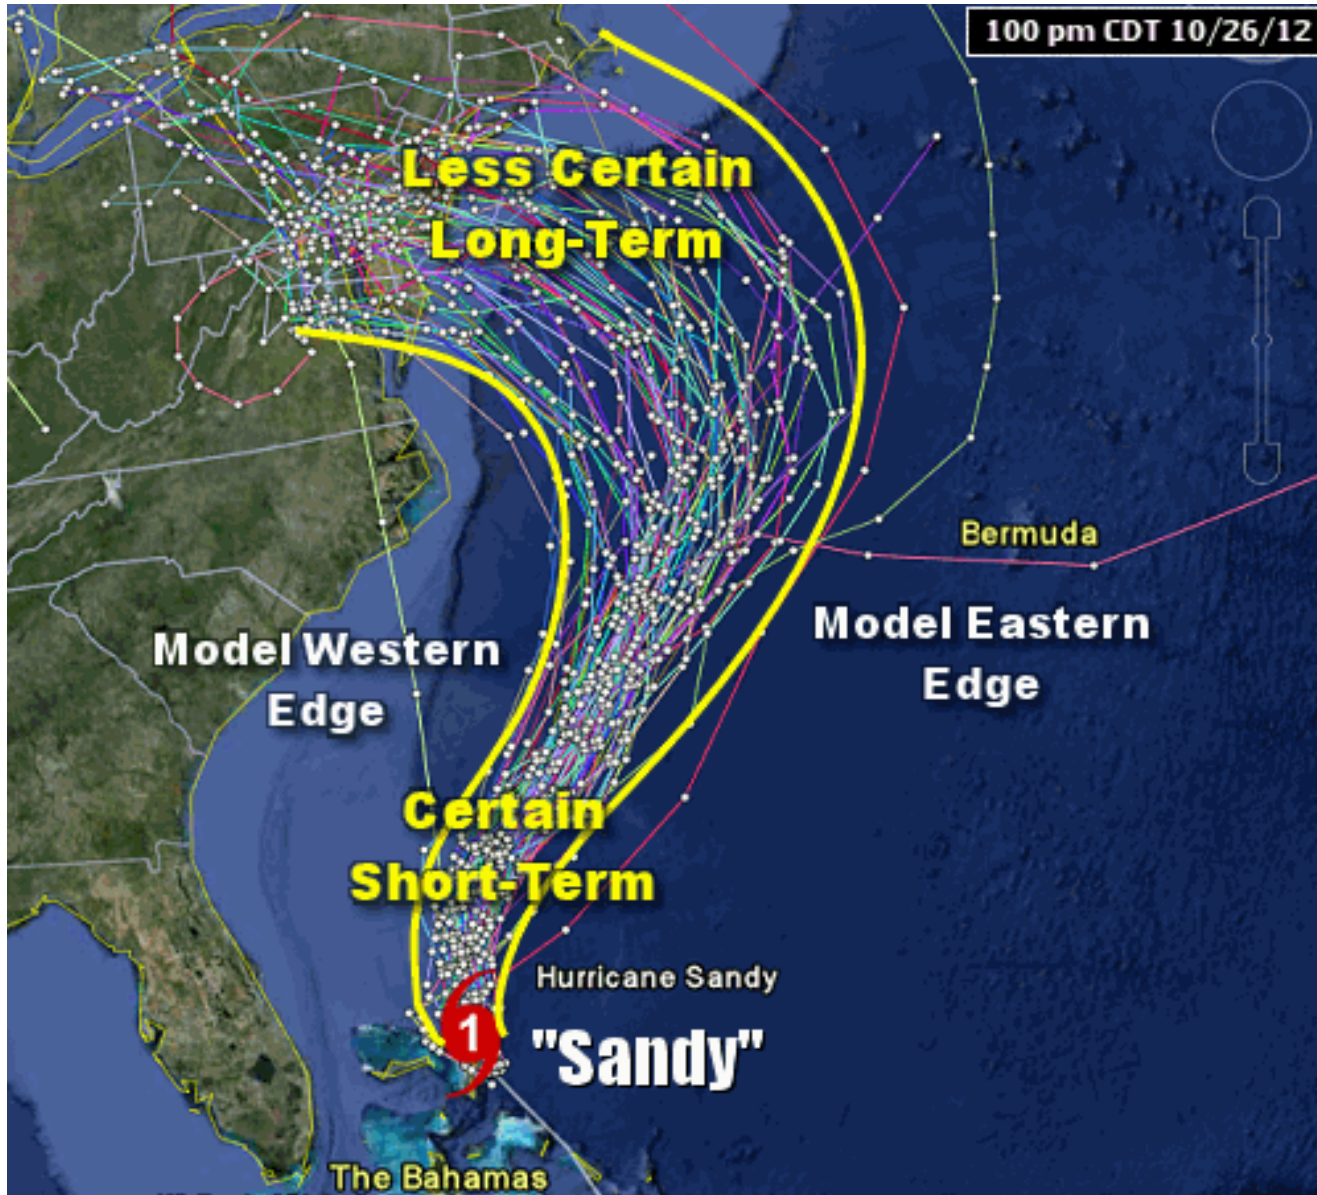 100 pm CDT 10/26/12
Less Certain
Long-Term
Bermuda
Model Western
Edge
Model Eastern
Edge
Certain
Short-Term
Hurricane Sandy
1
"Sandy"
The Bahamas